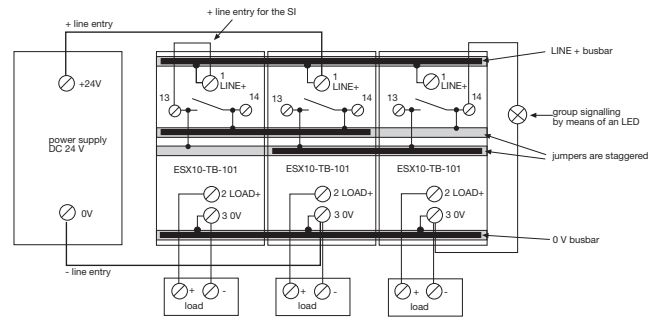 + line entry for the SI
+ line entry
LINE + busbar
+24V
1
LINE+
1
LINE+
1
LINE+
13
14
13
14
13
14
group signalling
by means of an LED
power supply
DC 24 V
jumpers are staggered
ESX10-TB-101
ESX10-TB-101
ESX10-TB-101
2 LOAD+
2 LOAD+
2 LOAD+
0V
3 0V
3 0V
3 0V
0 V busbar
- line entry
+ -
load
+ -
load
+ -
load